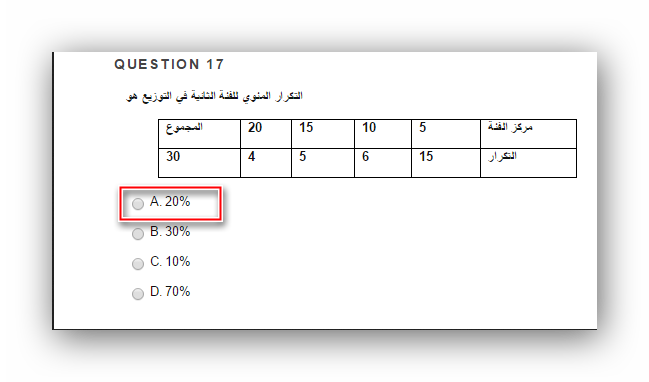 QUESTION 17
التكرار المئوي للفئة الثانية في التوزيع هو
مركز الفئة 5 10 15 20 المجموع
التكرار 15 6 5 4 30
A. 20%
B. 30%
C. 10%
D. 70%